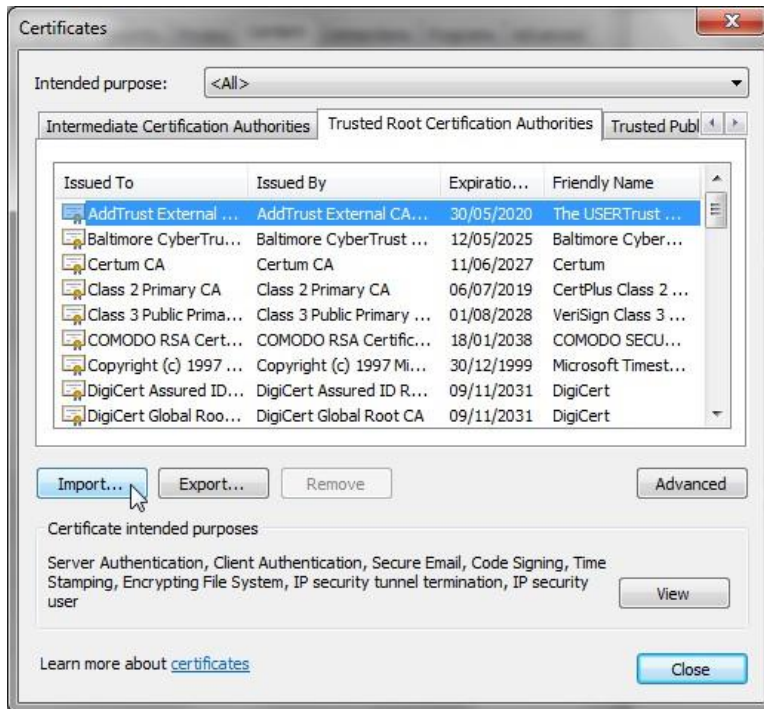 Certificates
Intended purpose: <All>
Intermediate Certification Authorities Trusted Root Certification Authorities Trusted Publ
Issued To Issued By Expiratio... Friendly Name
AddTrust External ... AddTrust External CA... 30/05/2020 The USERTrust ...
Baltimore CyberTru... Baltimore CyberTrust ... 12/05/2025 Baltimore Cyber...
Certum CA Certum CA 11/06/2027 Certum
Class 2 Primary CA Class 2 Primary CA 06/07/2019 CertPlus Class 2 ...
Class 3 Public Prima... Class 3 Public Primary ... 01/08/2028 VeriSign Class 3 ...
COMODO RSA Cert... COMODO RSA Certific... 18/01/2038 COMODO SECU...
Copyright (c) 1997 ... Copyright (c) 1997 Mi... 30/12/1999 Microsoft Timest...
DigiCert Assured ID... DigiCert Assured ID R... 09/11/2031 DigiCert
DigiCert Global Roo... DigiCert Global Root CA 09/11/2031 DigiCert
Import... Export... Remove Advanced
Certificate intended purposes
Server Authentication, Client Authentication, Secure Email, Code Signing, Time
Stamping, Encrypting File System, IP security tunnel termination, IP security
user
View
Learn more about certificates
Close